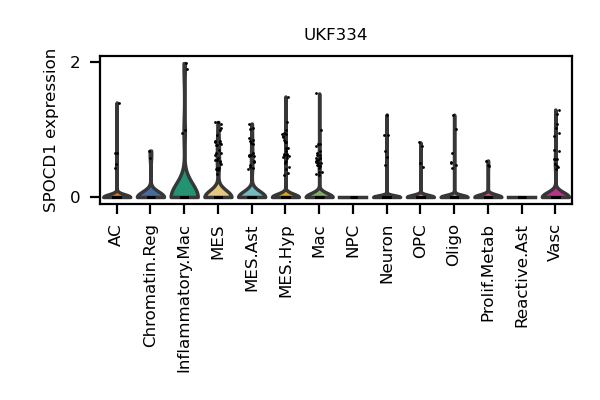 UKF334
SPOCD1 expression
2
0
AC
Chromatin.Reg
Inflammatory.Mac
MES
MES.Ast
MES.Hyp
Mac
NPC
Neuron
OPC
Oligo
Prolif.Metab
Reactive.Ast
Vasc